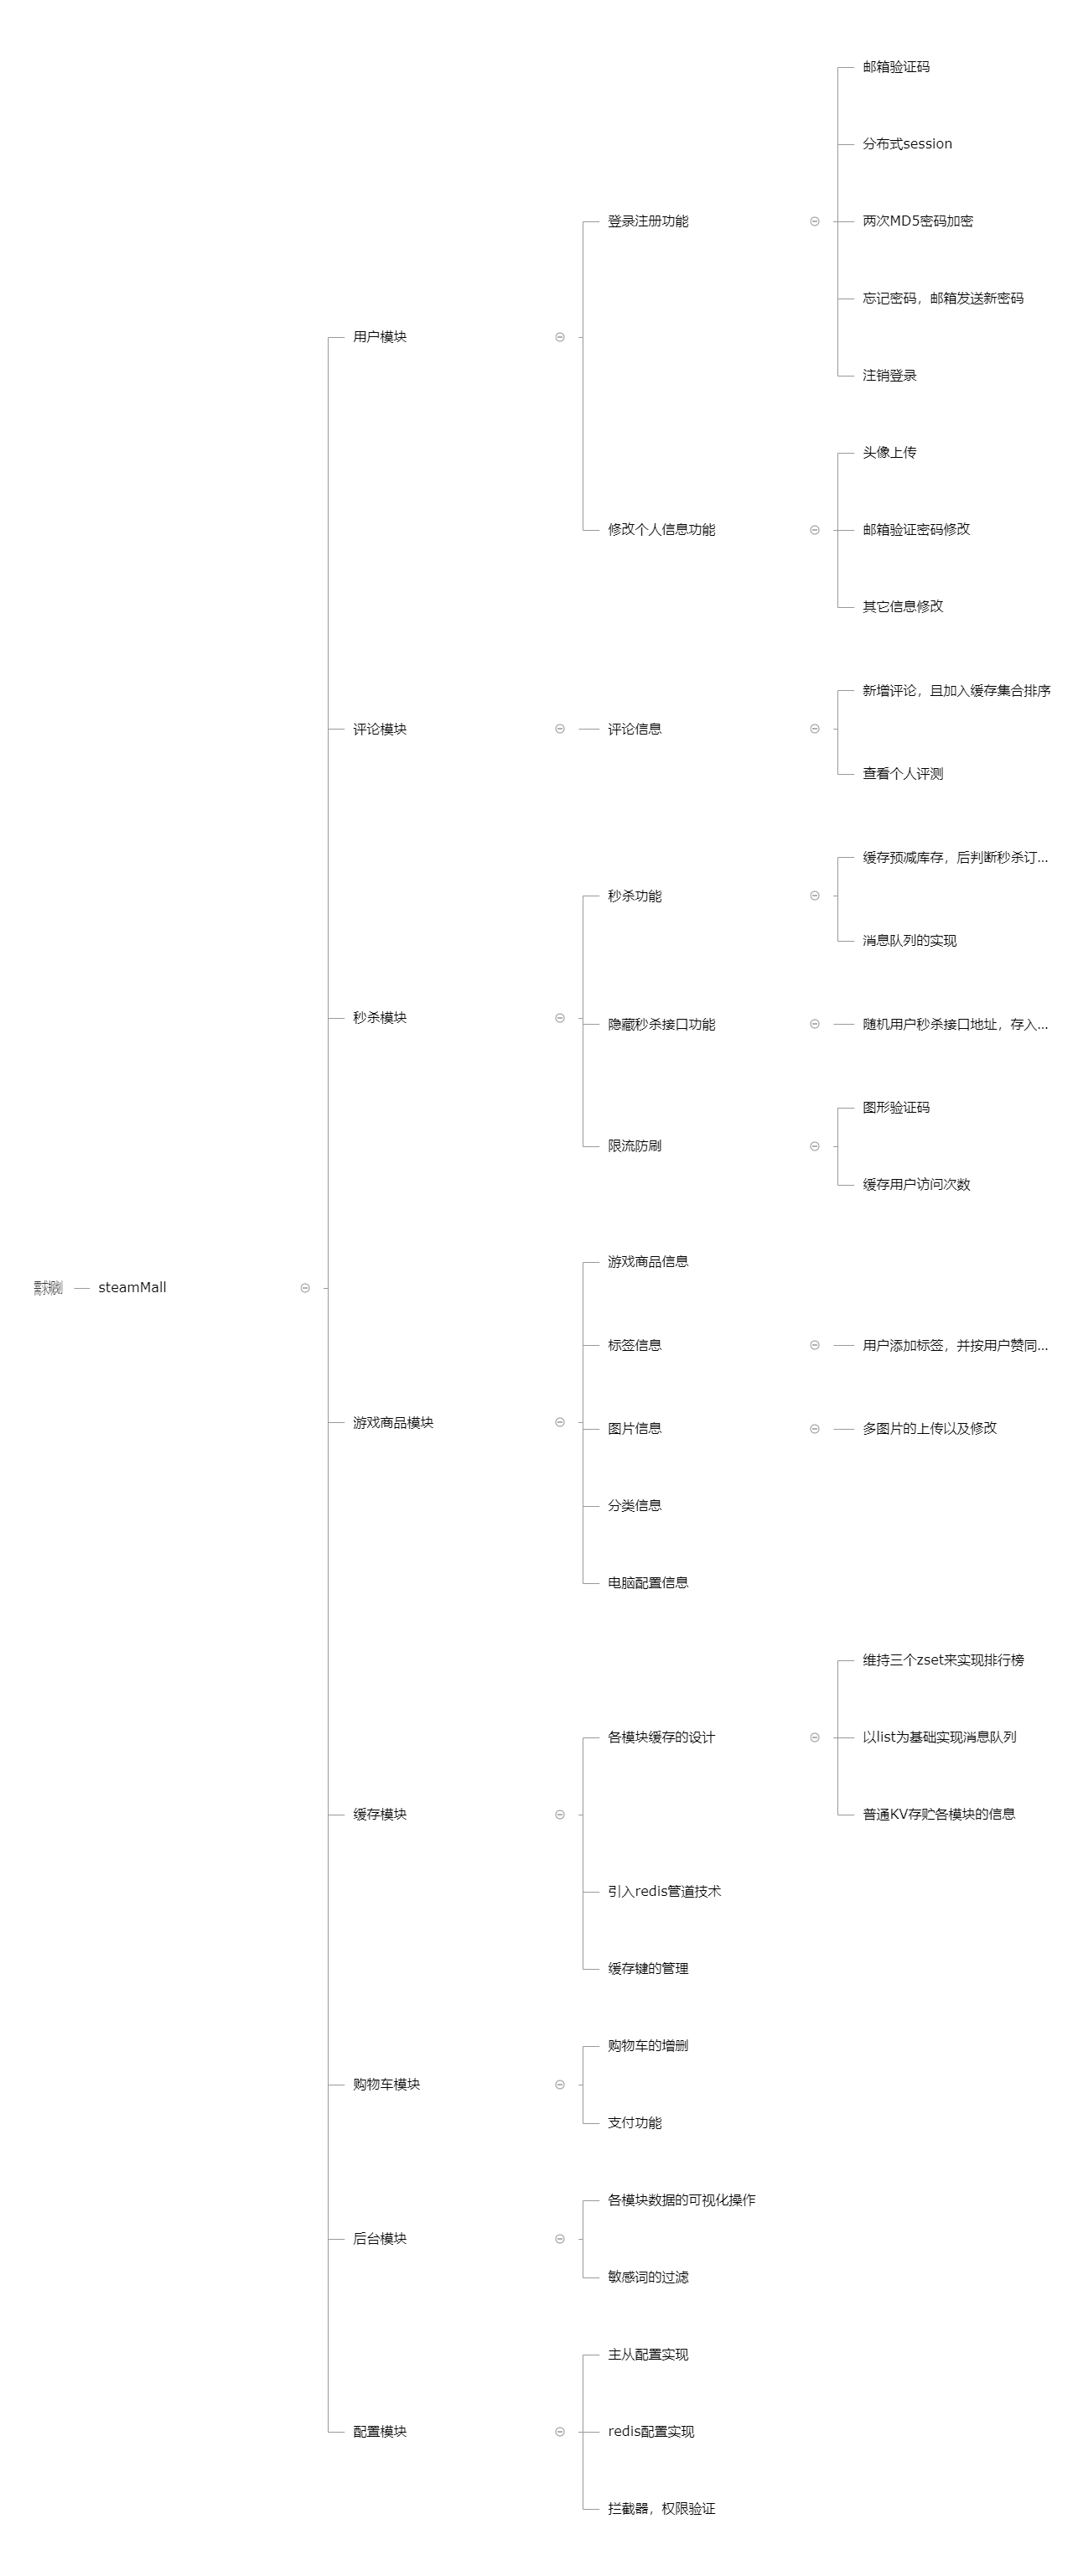 steamMall
用户模块
登录注册功能
邮箱验证码
分布式session
两次MD5密码加密
忘记密码，邮箱发送新密码
注销登录
修改个人信息功能
头像上传
邮箱验证密码修改
其它信息修改
评论模块
评论信息
新增评论，且加入缓存集合排序
查看个人评测
秒杀模块
秒杀功能
缓存预减库存，后判断秒杀订...
消息队列的实现
隐藏秒杀接口功能
随机用户秒杀接口地址，存入...
限流防刷
图形验证码
缓存用户访问次数
游戏商品模块
游戏商品信息
标签信息
用户添加标签，并按用户赞同...
图片信息
多图片的上传以及修改
分类信息
电脑配置信息
缓存模块
各模块缓存的设计
维持三个zset来实现排行榜
以list为基础实现消息队列
普通KV存贮各模块的信息
引入redis管道技术
缓存键的管理
购物车模块
购物车的增删
支付功能
后台模块
各模块数据的可视化操作
敏感词的过滤
配置模块
主从配置实现
redis配置实现
拦截器，权限验证